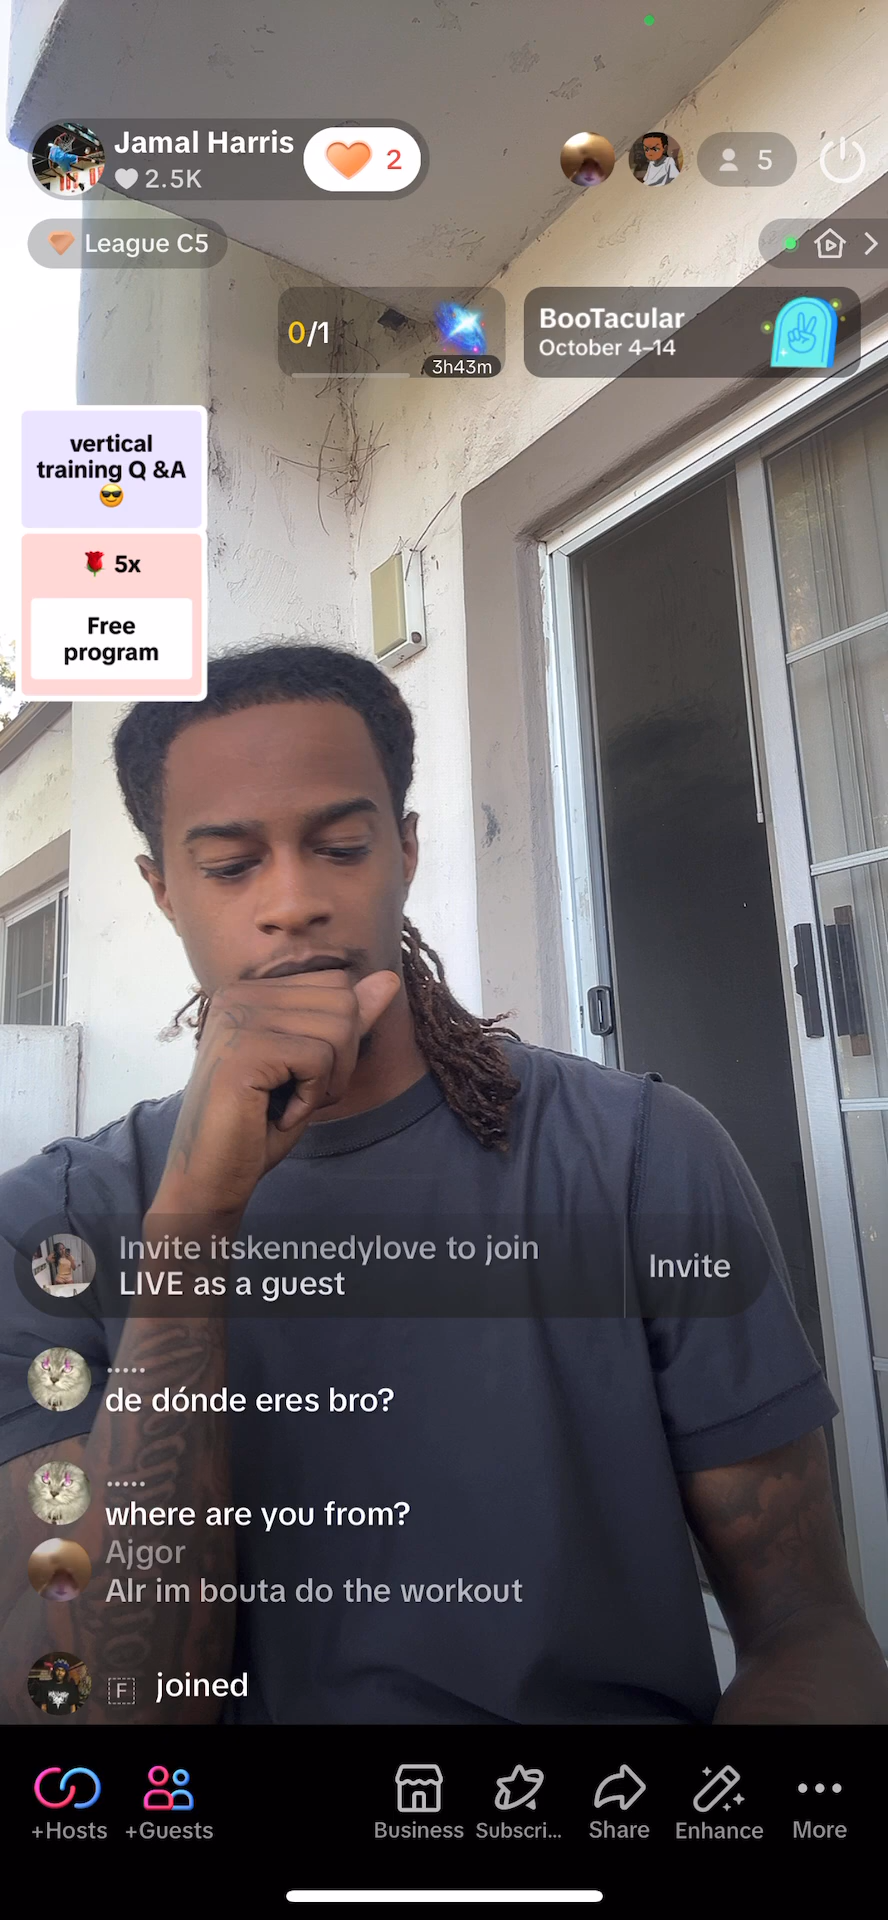 Jamal Harris
2.5K
2
5
League C5
0/1
3h43m
BooTacular
October 4–14
vertical
training Q &A
5x
Free
program
Invite itskennedylove to join
LIVE as a guest
Invite
.....
de dónde eres bro?
.....
where are you from?
Ajgor
Alr im bouta do the workout
F joined
+Hosts
+Guests
Business
Subscri...
Share
Enhance
More